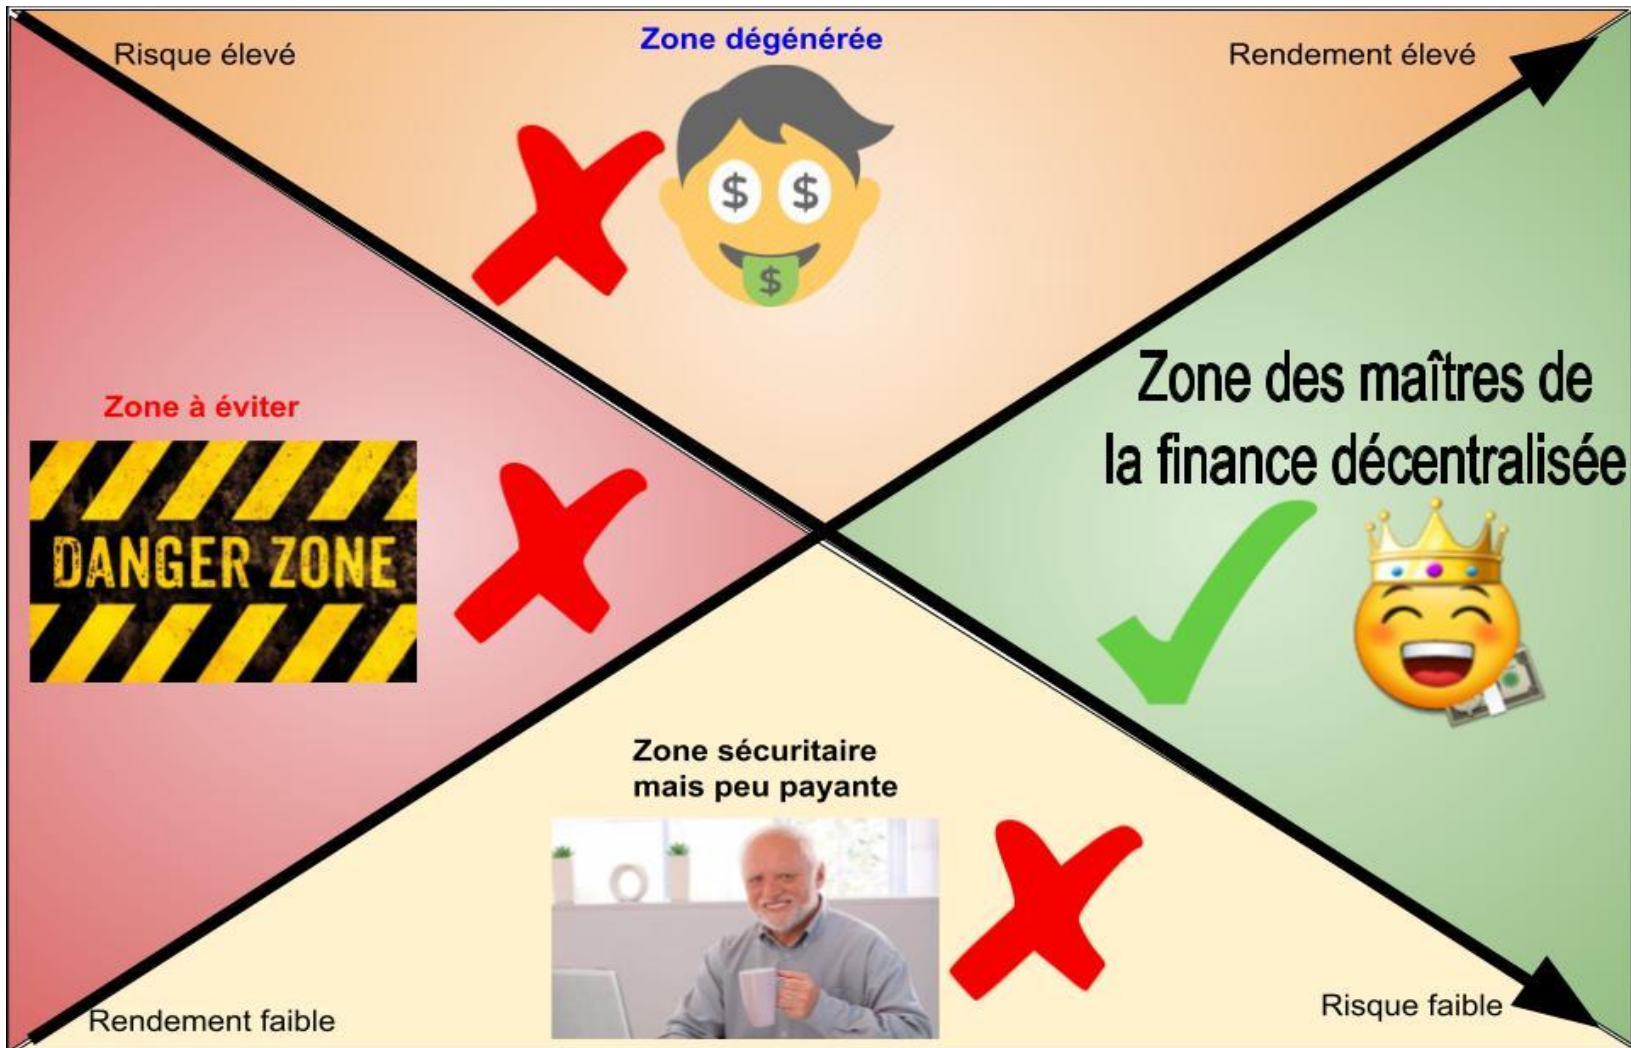 Zone dégénérée
Risque élevé
Rendement élevé
$ $
$
Zone des maîtres de
la finance décentralisée
Zone à éviter
DANGER ZONE
Zone sécuritaire
mais peu payante
Rendement faible
Risque faible